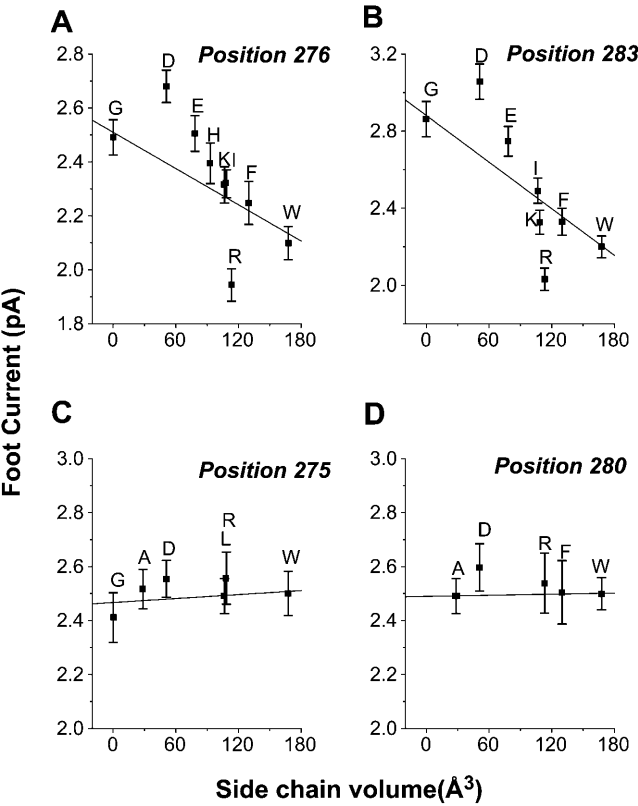 A
Position 276
2.8
2.6
2.4
2.2
2.0
1.8
G
D
E
H
K I
F
W
R
0 60 120 180
B
Position 283
3.2
2.8
2.4
2.0
G
D
E
I
K
F
W
R
0 60 120 180
C
Position 275
3.0
2.8
2.6
2.4
2.2
2.0
G
A
D
R
L
W
0 60 120 180
D
Position 280
3.0
2.8
2.6
2.4
2.2
2.0
A
D
R
F
W
0 60 120 180
Foot Current (pA)
Side chain volume(Å³)